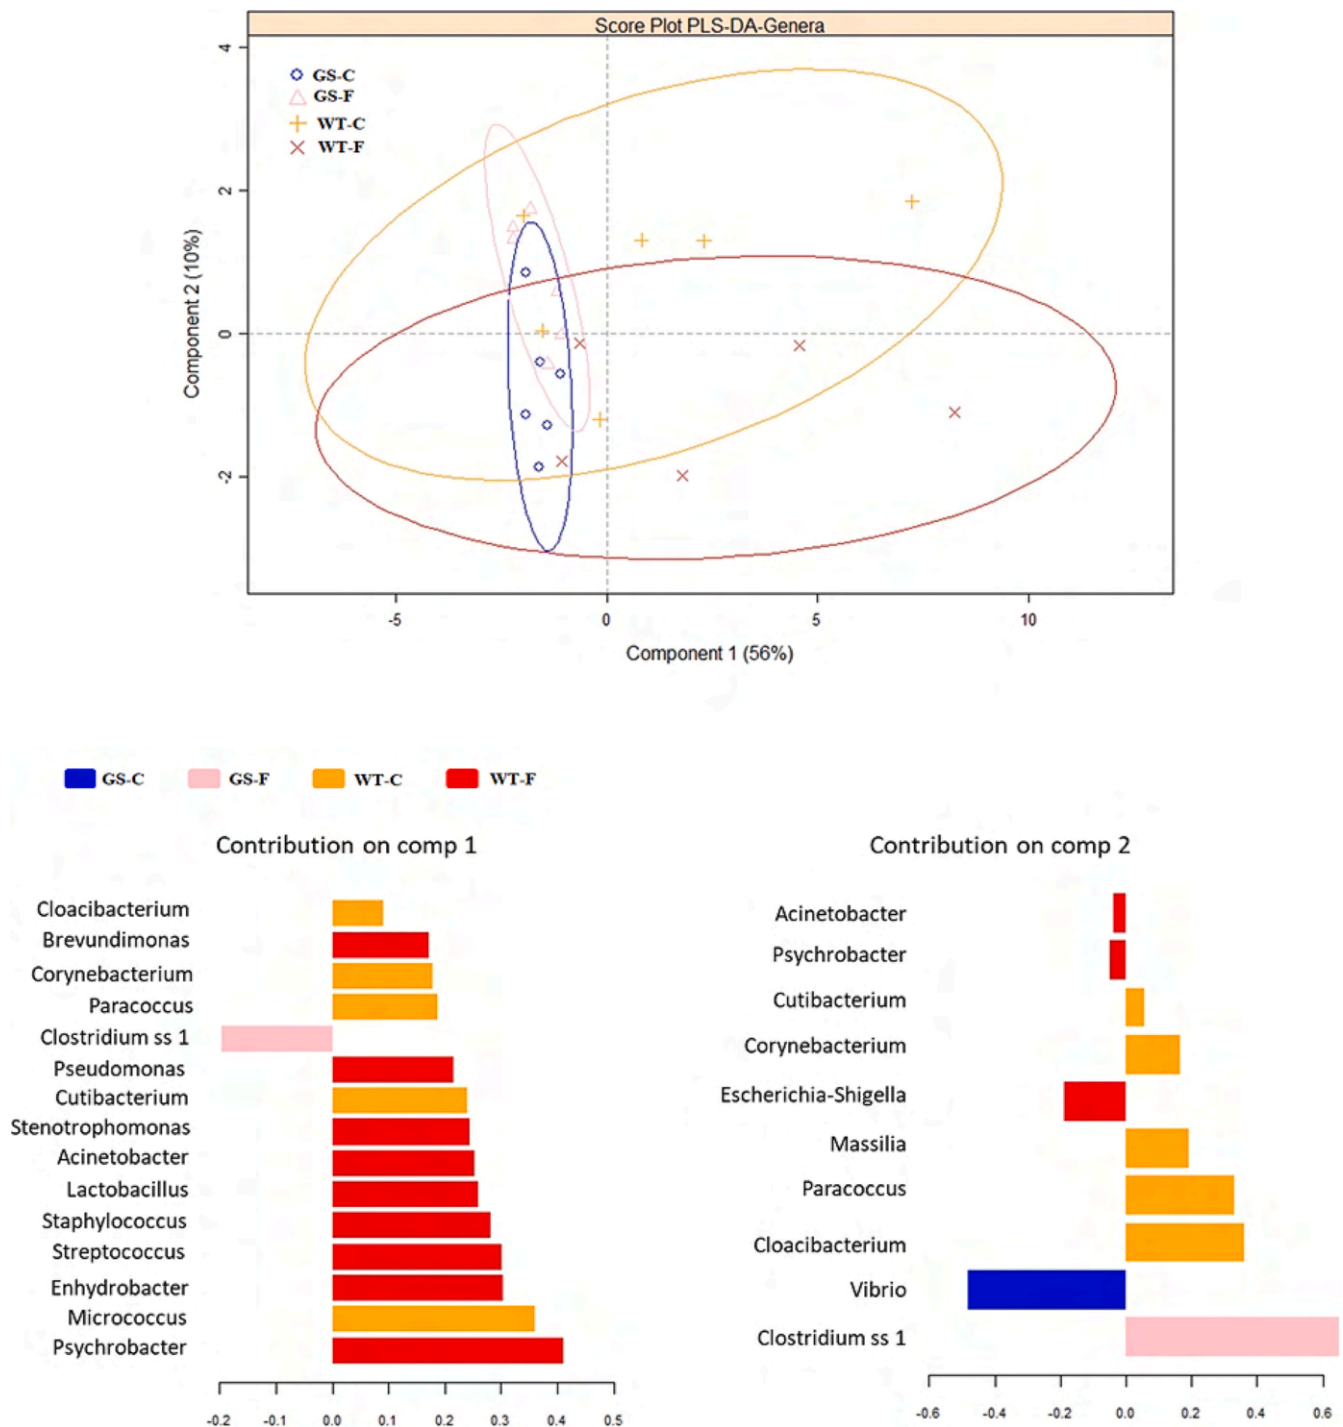 Score Plot PLS-DA-Genera
GS-C
GS-F
WT-C
WT-F
4
2
0
-2
Component 2 (10%)
-5
0
5
10
Component 1 (56%)
GS-C
GS-F
WT-C
WT-F
Contribution on comp 1
Cloacibacterium
Brevundimonas
Corynebacterium
Paracoccus
Clostridium ss 1
Pseudomonas
Cutibacterium
Stenotrophomonas
Acinetobacter
Lactobacillus
Staphylococcus
Streptococcus
Enhydrobacter
Micrococcus
Psychrobacter
-0.2 -0.1 0.0 0.1 0.2 0.3 0.4 0.5
Contribution on comp 2
Acinetobacter
Psychrobacter
Cutibacterium
Corynebacterium
Escherichia-Shigella
Massilia
Paracoccus
Cloacibacterium
Vibrio
Clostridium ss 1
-0.6 -0.4 -0.2 0.0 0.2 0.4 0.6